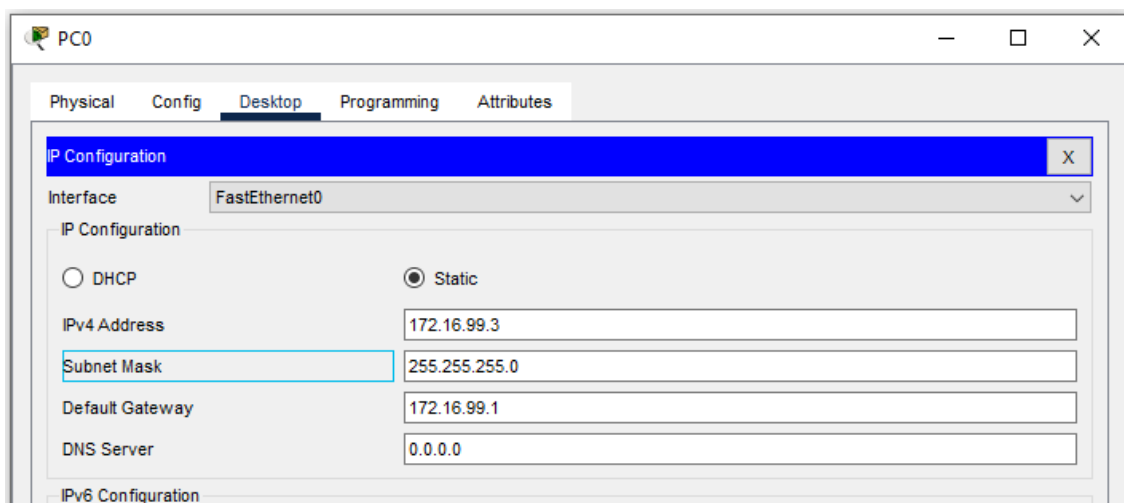 PC0
Physical Config Desktop Programming Attributes
IP Configuration X
Interface FastEthernet0
IP Configuration
DHCP Static
IPv4 Address 172.16.99.3
Subnet Mask 255.255.255.0
Default Gateway 172.16.99.1
DNS Server 0.0.0.0
IPv6 Configuration